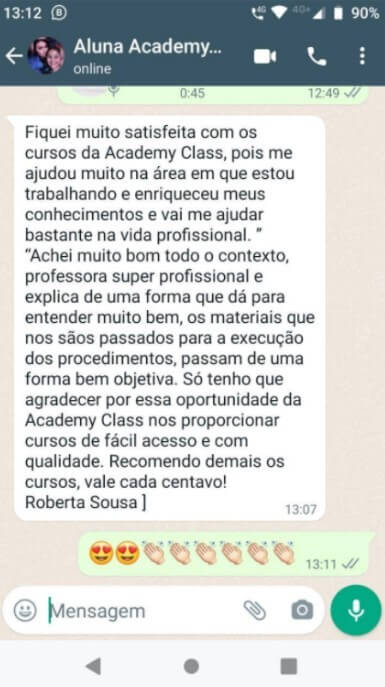 13:12 90%
Aluna Academy...
online
0:45 12:49
Fiquei muito satisfeita com os
cursos da Academy Class, pois me
ajudou muito na área em que estou
trabalhando e enriqueceu meus
conhecimentos e vai me ajudar
bastante na vida profissional. ”
“Achei muito bom todo o contexto,
professora super profissional e
explica de uma forma que dá para
entender muito bem, os materiais que
nos sãos passados para a execução
dos procedimentos, passam de uma
forma bem objetiva. Só tenho que
agradecer por essa oportunidade da
Academy Class nos proporcionar
cursos de fácil acesso e com
qualidade. Recomendo demais os
cursos, vale cada centavo!
Roberta Sousa ]
13:07
😍😍👏🏻👏🏻👏🏻👏🏻👏🏻👏🏻
13:11
Mensagem